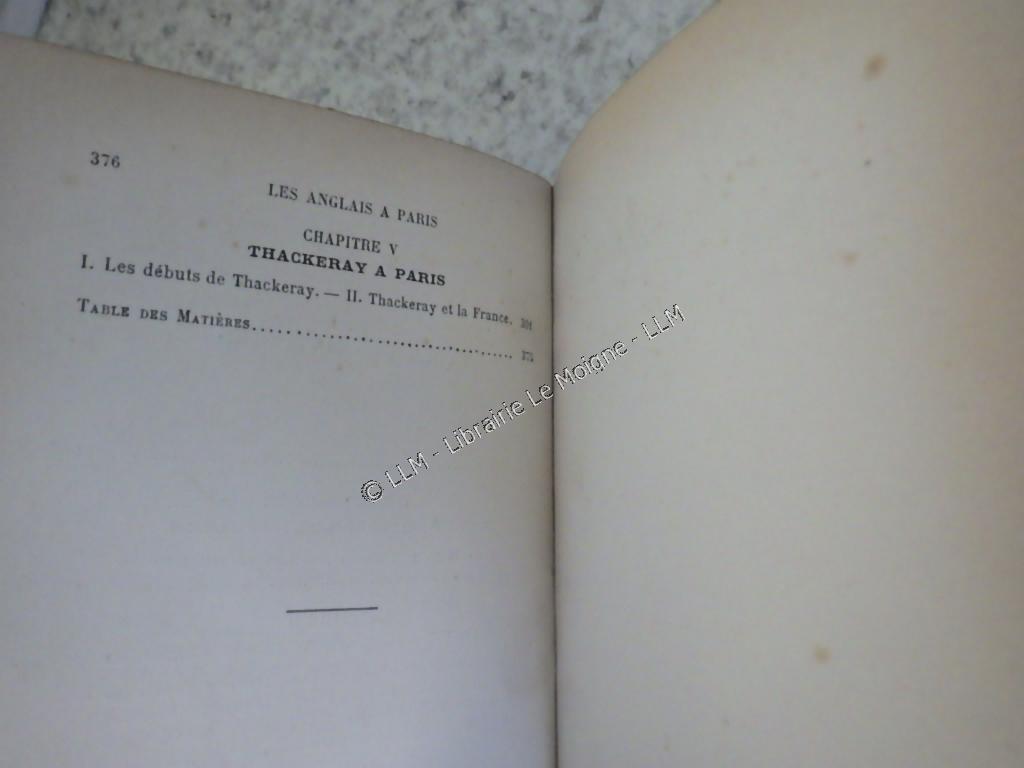 376
LES ANGLAIS A PARIS
CHAPITRE V
THACKERAY A PARIS
I. Les débuts de Thackeray. — II. Thackeray et la France.
TABLE DES MATIÈRES........................................ 375
© LLM - Librairie Le Moigne - LLM